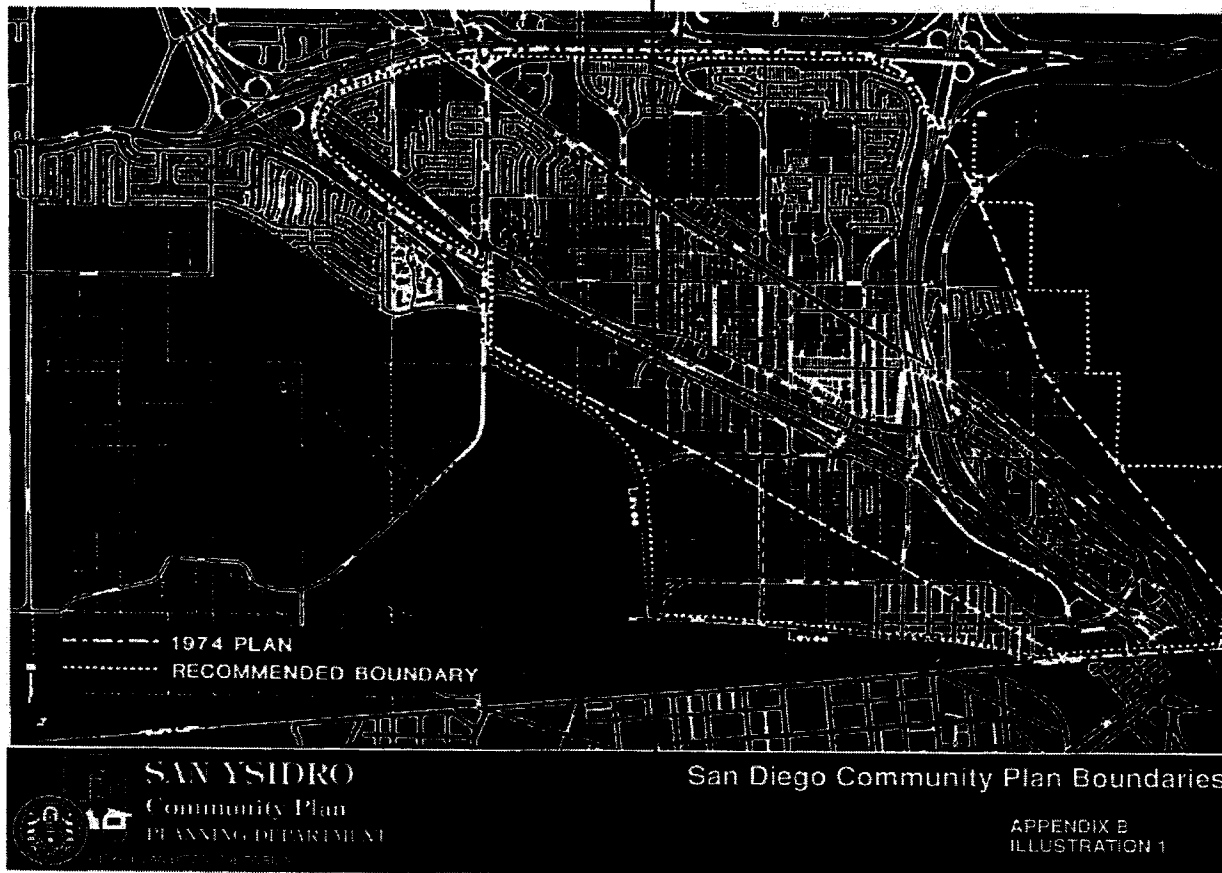 Levee
Levee
1974 PLAN
RECOMMENDED BOUNDARY
SAN YSIDRO
Community Plan
PLANNING DEPARTMENT
San Diego Community Plan Boundaries
APPENDIX B
ILLUSTRATION 1